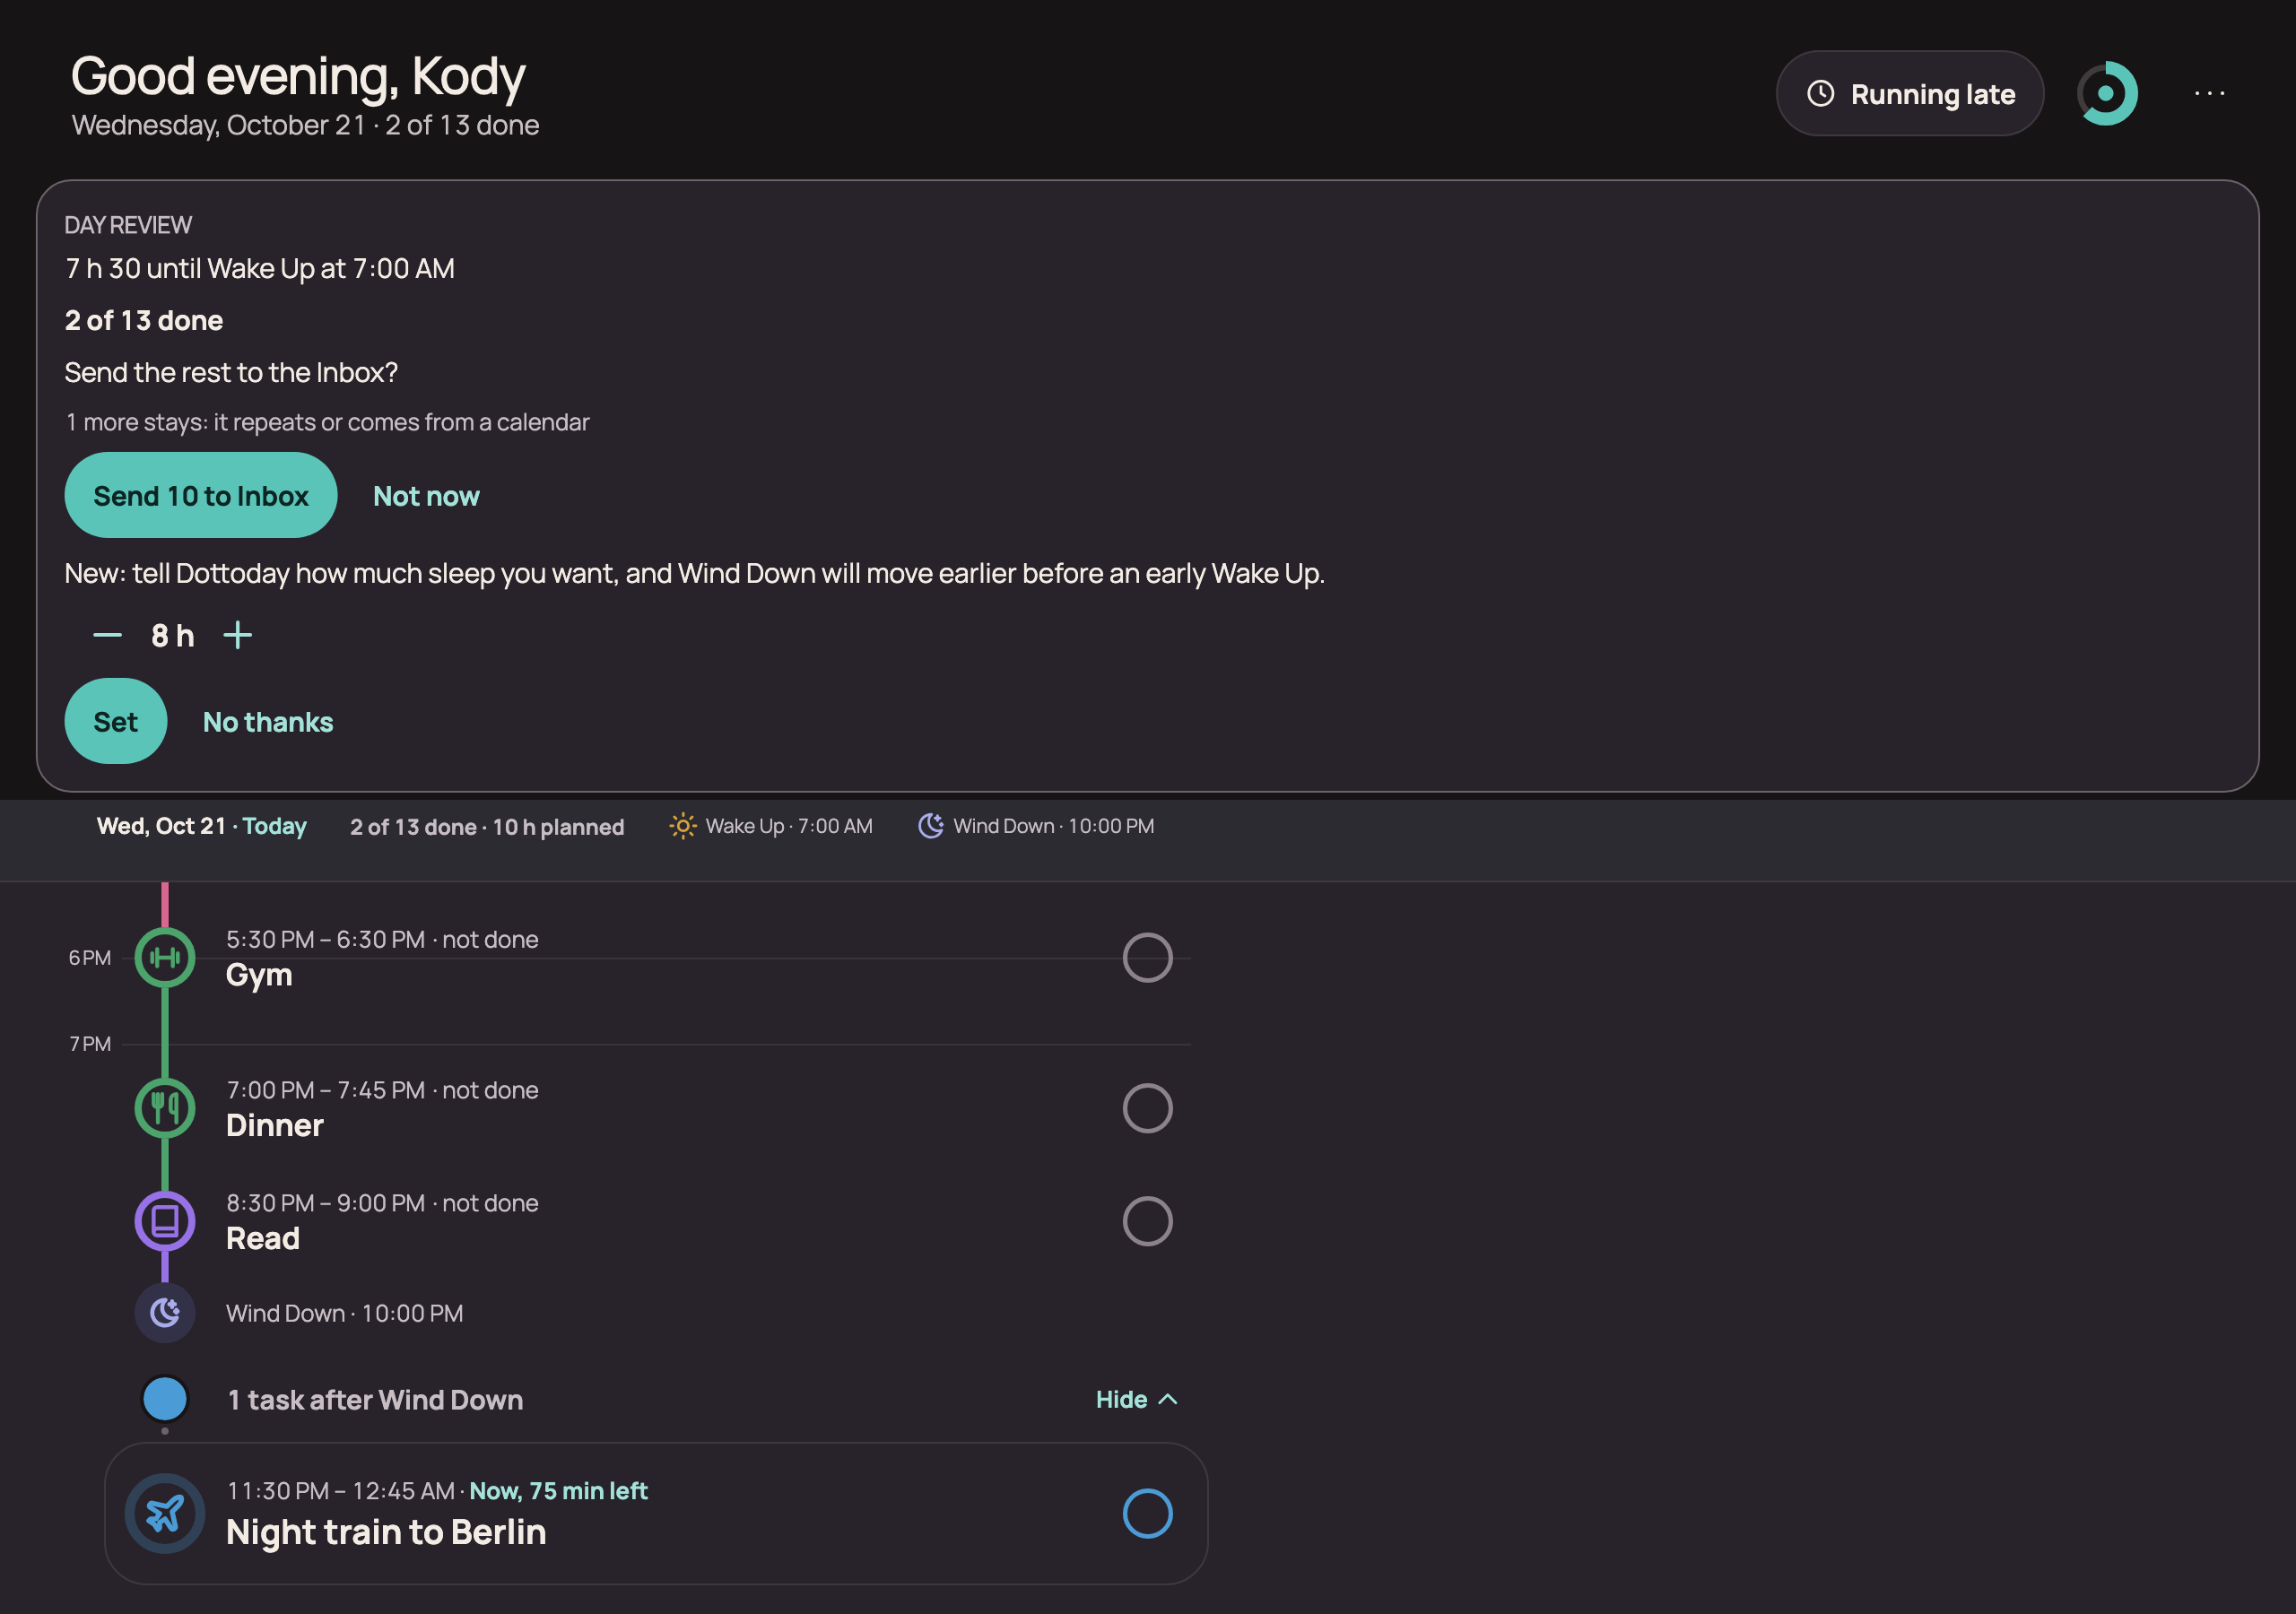 Good evening, Kody
Wednesday, October 21 · 2 of 13 done
Running late
DAY REVIEW
7 h 30 until Wake Up at 7:00 AM
2 of 13 done
Send the rest to the Inbox?
1 more stays: it repeats or comes from a calendar
Send 10 to Inbox
Not now
New: tell Dottoday how much sleep you want, and Wind Down will move earlier before an early Wake Up.
8 h
Set
No thanks
Wed, Oct 21 · Today
2 of 13 done · 10 h planned
Wake Up · 7:00 AM
Wind Down · 10:00 PM
5:30 PM – 6:30 PM · not done
6 PM
Gym
7 PM
7:00 PM – 7:45 PM · not done
Dinner
8:30 PM – 9:00 PM · not done
Read
Wind Down · 10:00 PM
1 task after Wind Down
Hide
11:30 PM – 12:45 AM · Now, 75 min left
Night train to Berlin